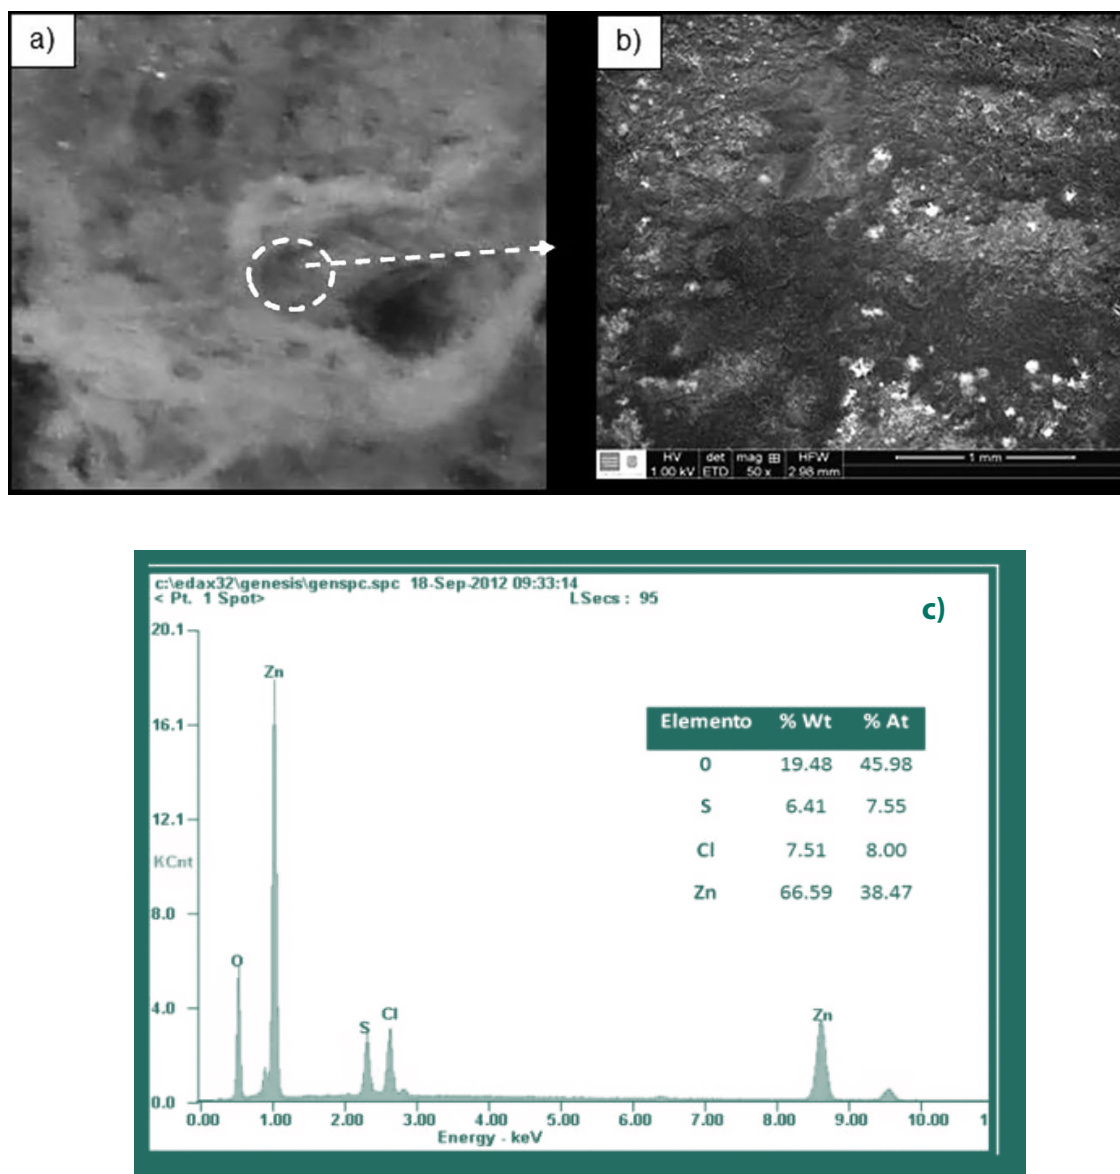 a)
b)
HV det mag HFW
1.00 kV ETD 50 x 2.98 mm 1 mm
c:\edax32\genesis\genspc.spc 18-Sep-2012 09:33:14
< Pt. 1 Spot> LSecs : 95
c)
20.1
Zn
16.1
Elemento % Wt % At
O 19.48 45.98
S 6.41 7.55
12.1
KCnt
Cl 7.51 8.00
Zn 66.59 38.47
8.0
O
4.0
S
Cl
Zn
0.0
0.00 1.00 2.00 3.00 4.00 5.00 6.00 7.00 8.00 9.00 10.00 1
Energy - keV